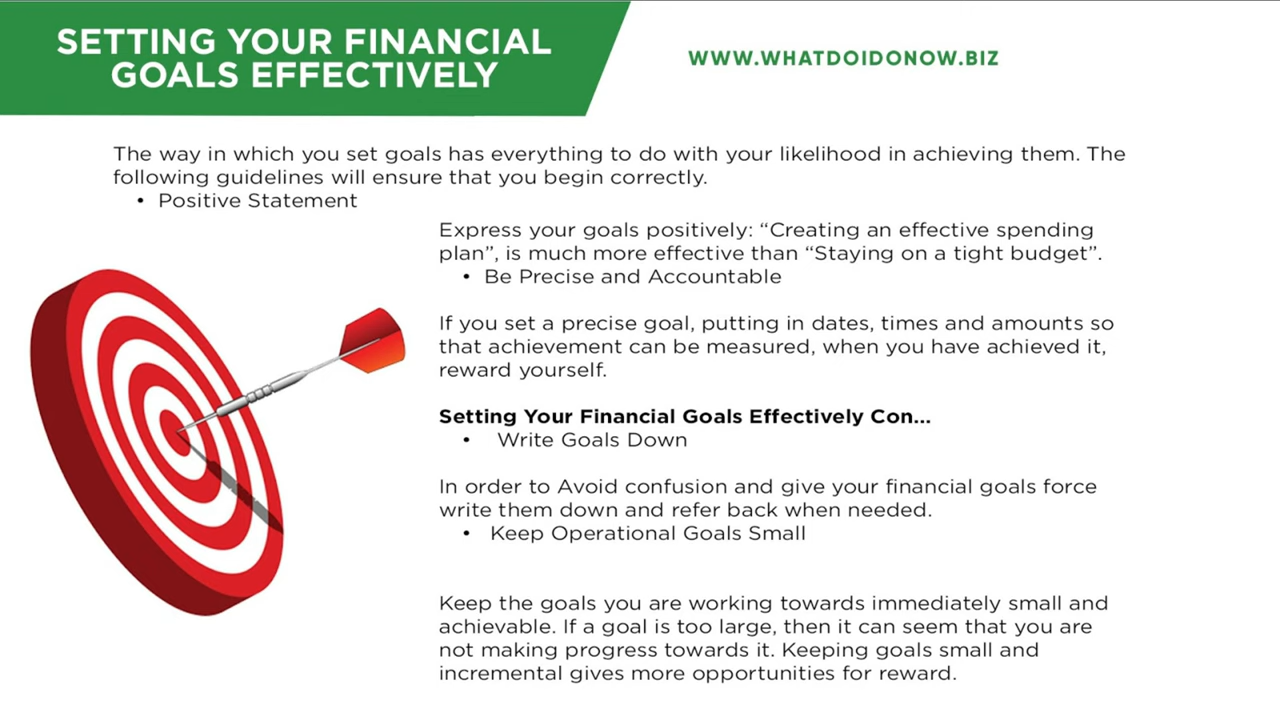 SETTING YOUR FINANCIAL
GOALS EFFECTIVELY
WWW.WHATDOIDONOW.BIZ
The way in which you set goals has everything to do with your likelihood in achieving them. The
following guidelines will ensure that you begin correctly.
• Positive Statement
Express your goals positively: “Creating an effective spending
plan”, is much more effective than “Staying on a tight budget”.
• Be Precise and Accountable
If you set a precise goal, putting in dates, times and amounts so
that achievement can be measured, when you have achieved it,
reward yourself.
Setting Your Financial Goals Effectively Con...
• Write Goals Down
In order to Avoid confusion and give your financial goals force
write them down and refer back when needed.
• Keep Operational Goals Small
Keep the goals you are working towards immediately small and
achievable. If a goal is too large, then it can seem that you are
not making progress towards it. Keeping goals small and
incremental gives more opportunities for reward.